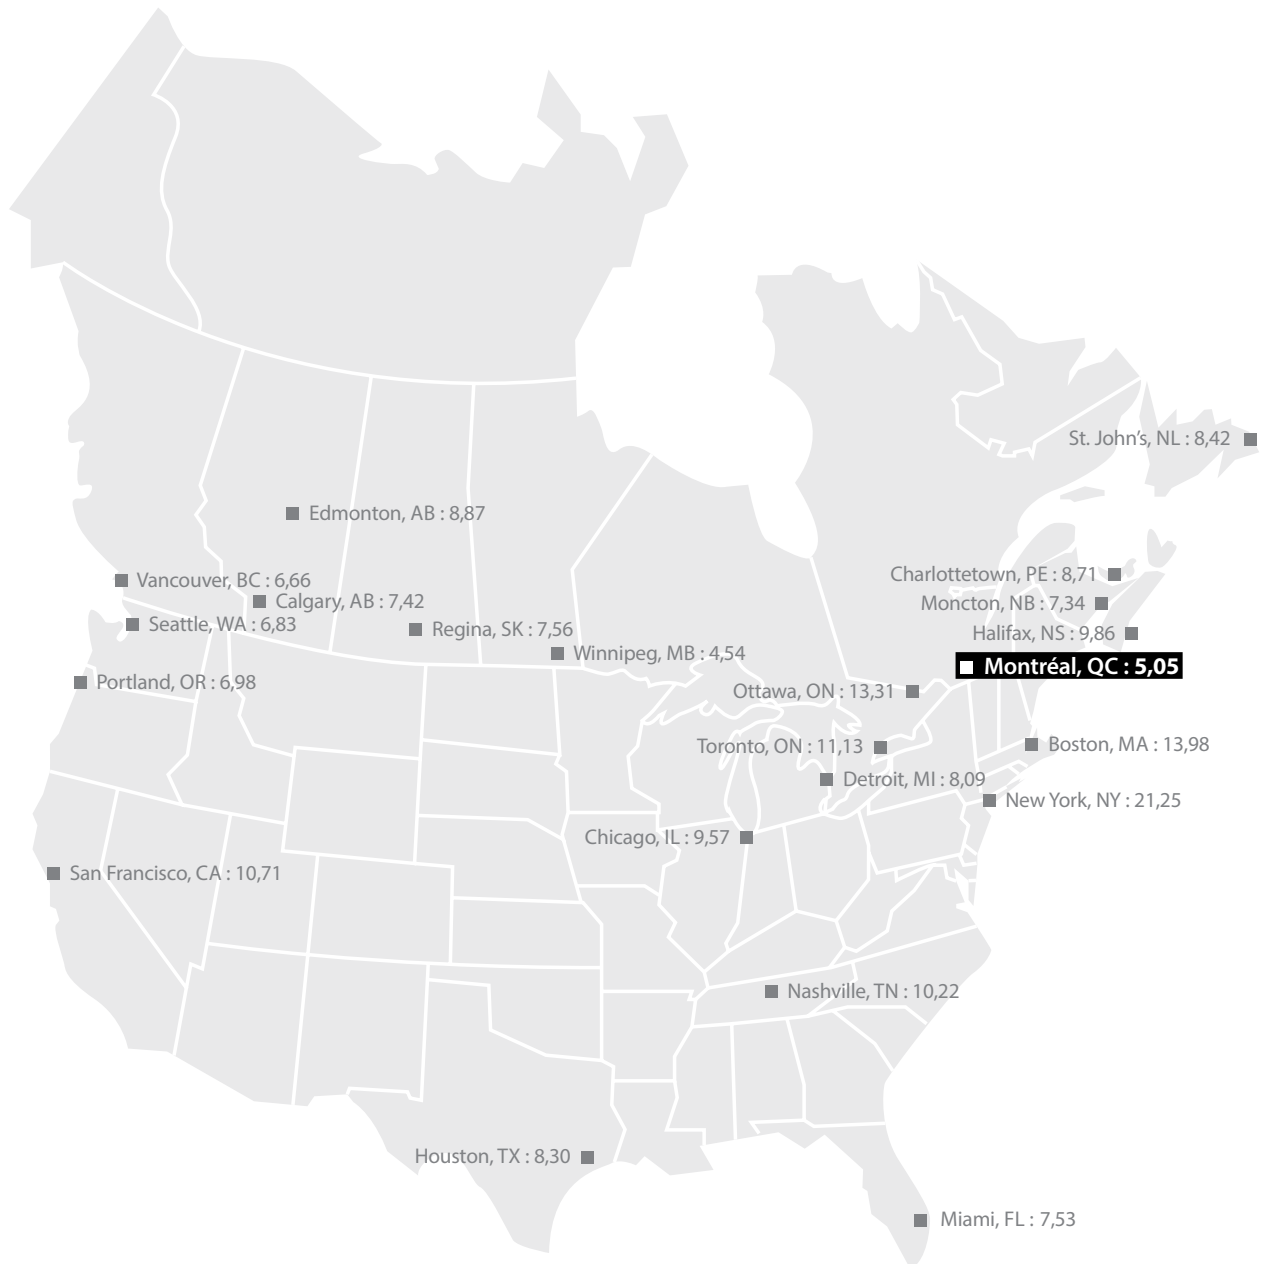 St. John’s, NL : 8,42
Edmonton, AB : 8,87
Charlottetown, PE : 8,71
Vancouver, BC : 6,66
Calgary, AB : 7,42
Moncton, NB : 7,34
Seattle, WA : 6,83
Regina, SK : 7,56
Halifax, NS : 9,86
Winnipeg, MB : 4,54
Montréal, QC : 5,05
Portland, OR : 6,98
Ottawa, ON : 13,31
Toronto, ON : 11,13
Boston, MA : 13,98
Detroit, MI : 8,09
New York, NY : 21,25
Chicago, IL : 9,57
San Francisco, CA : 10,71
Nashville, TN : 10,22
Houston, TX : 8,30
Miami, FL : 7,53